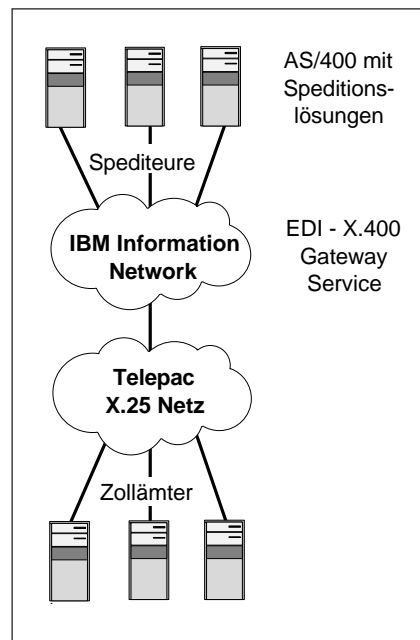 AS/400 mit
Speditions-
lösungen
Spediteure
IBM Information
Network
EDI - X.400
Gateway
Service
Telepac
X.25 Netz
Zollämter